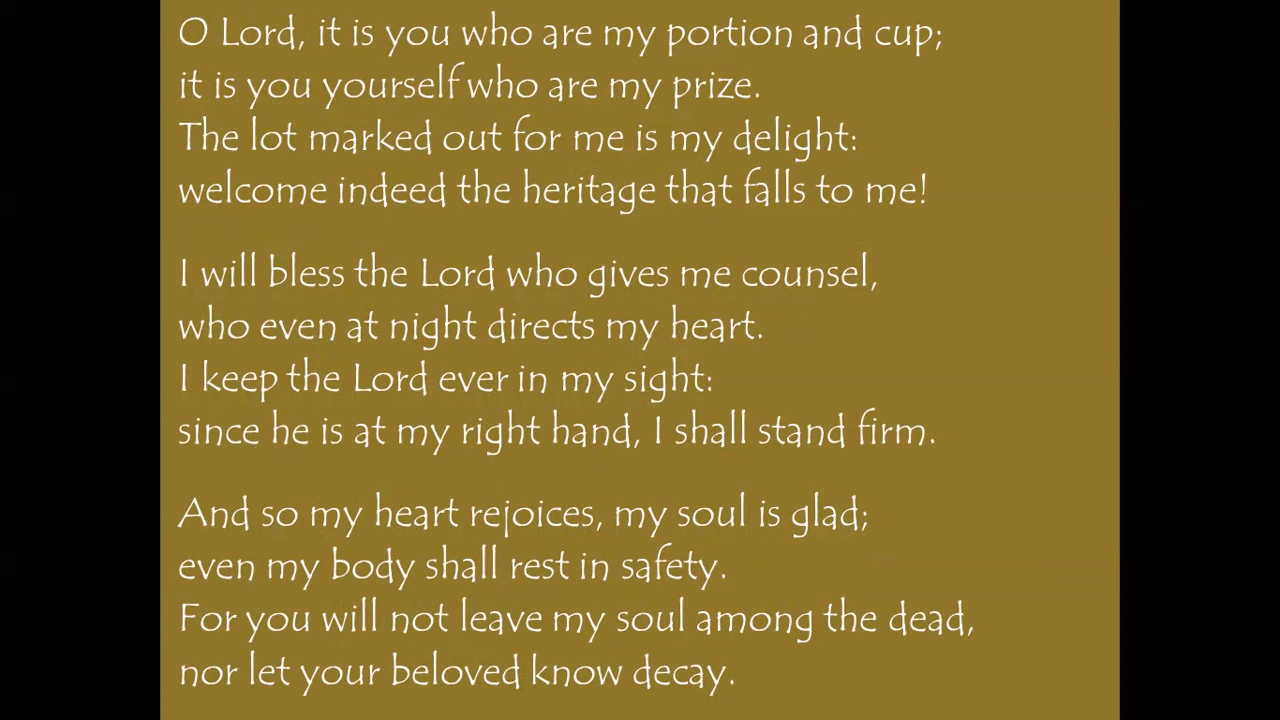 O Lord, it is you who are my portion and cup;
it is you yourself who are my prize.
The lot marked out for me is my delight:
welcome indeed the heritage that falls to me!
I will bless the Lord who gives me counsel,
who even at night directs my heart.
I keep the Lord ever in my sight:
since he is at my right hand, I shall stand firm.
And so my heart rejoices, my soul is glad;
even my body shall rest in safety.
For you will not leave my soul among the dead,
nor let your beloved know decay.